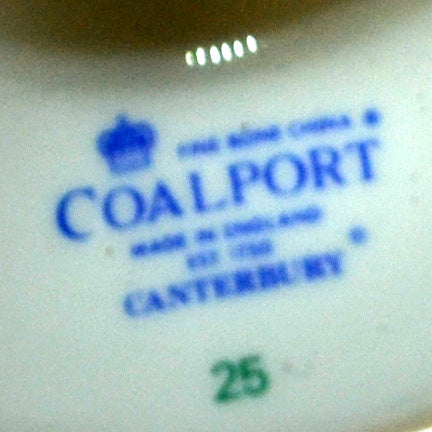 FINE BONE CHINA ®
COALPORT
MADE IN ENGLAND
EST. 1750
CANTERBURY ®
25